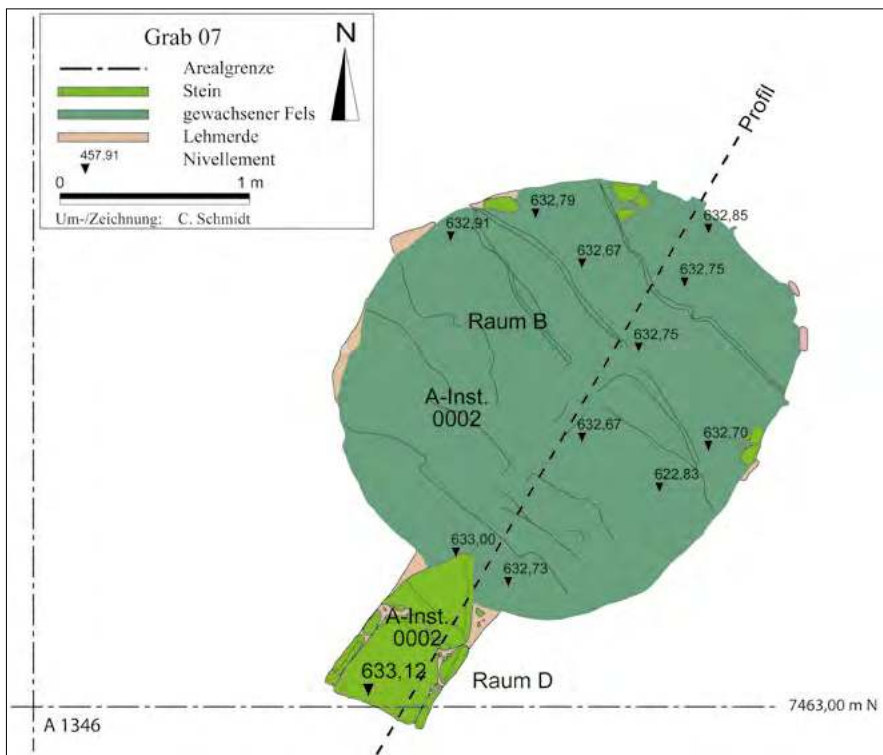 Grab 07
N
Arealgrenze
Stein
gewachsener Fels
Lehmerde
457,91
Nivellement
0 1 m
Um-/Zeichnung: C. Schmidt
Profil
632,91
632,79
632,85
632,67
632,75
Raum B
632,75
A-Inst.
0002
632,67
632,70
622,83
633,00
632,73
A-Inst.
0002
633,12
Raum D
A 1346
7463,00 m N